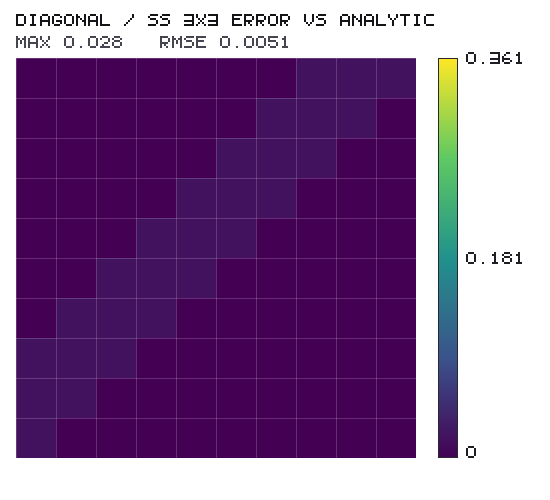 DIAGONAL / SS 3X3 ERROR VS ANALYTIC
MAX 0.028 RMSE 0.0051
0.361
0.181
0